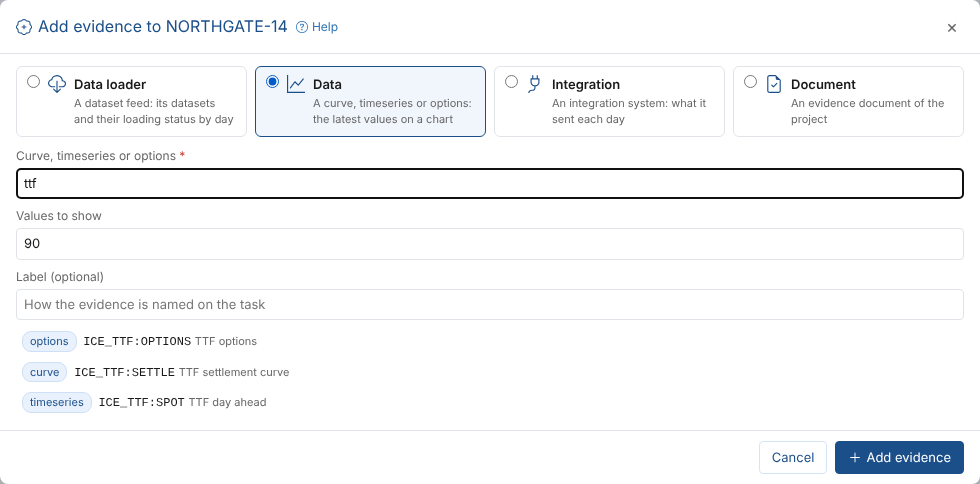 Add evidence to NORTHGATE-14 Help
Data loader
A dataset feed: its datasets
and their loading status by day
Data
A curve, timeseries or options:
the latest values on a chart
Integration
An integration system: what it
sent each day
Document
An evidence document of the
project
Curve, timeseries or options *
ttf
Values to show
90
Label (optional)
How the evidence is named on the task
options ICE_TTF:OPTIONS TTF options
curve ICE_TTF:SETTLE TTF settlement curve
timeseries ICE_TTF:SPOT TTF day ahead
Cancel + Add evidence